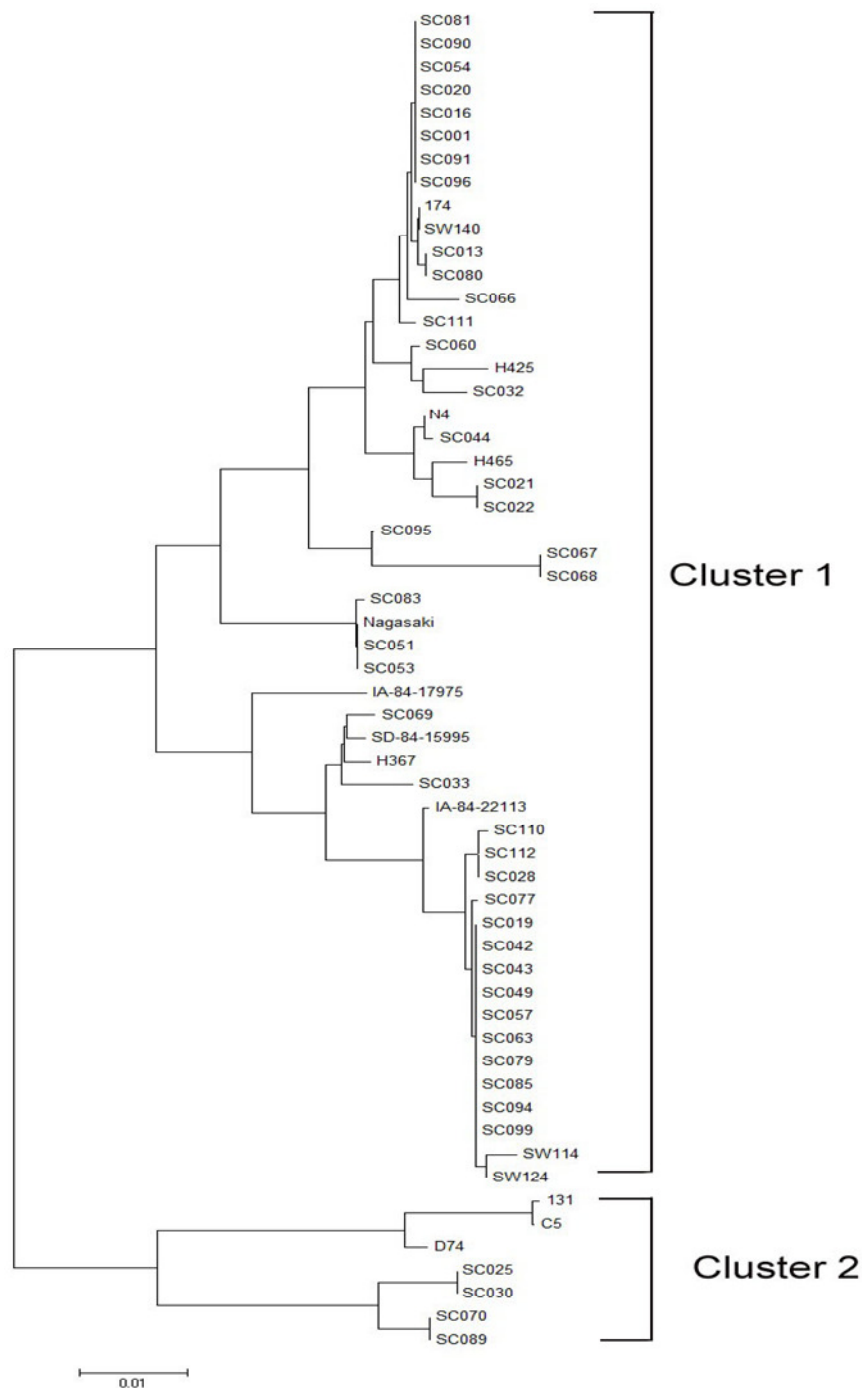 SC081
SC090
SC054
SC020
SC016
SC001
SC091
SC096
174
SW140
SC013
SC080
SC066
SC111
SC060
H425
SC032
N4
SC044
H465
SC021
SC022
SC095
SC067
SC068
Cluster 1
SC083
Nagasaki
SC051
SC053
IA-84-17975
SC069
SD-84-15995
H367
SC033
IA-84-22113
SC110
SC112
SC028
SC077
SC019
SC042
SC043
SC049
SC057
SC063
SC079
SC085
SC094
SC099
SW114
SW124
131
C5
D74
Cluster 2
SC025
SC030
SC070
SC089
0.01